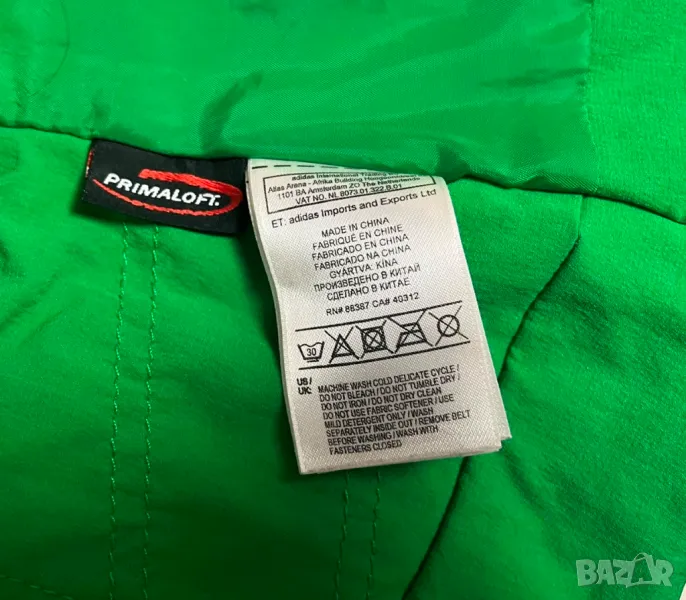 PRIMALOFT.
adidas International Trading
Atlas Arena - Afrika Building
1101 BA Amsterdam ZO The Netherlands
VAT NO. NL 8073.01.322.B.01
ET: adidas Imports and Exports Ltd
MADE IN CHINA
FABRIQUÉ EN CHINE
FABRICADO EN CHINA
FABRICADO NA CHINA
GYÁRTVA: KÍNA
ПРОИЗВЕДЕНО В КИТАЙ
СДЕЛАНО В КИТАЕ
RN# 88387 CA# 40312
30
US/ UK: MACHINE WASH COLD DELICATE CYCLE/
DO NOT BLEACH/ DO NOT TUMBLE DRY/
DO NOT IRON/ DO NOT DRY CLEAN
DO NOT USE FABRIC SOFTENER / USE
MILD DETERGENT ONLY / WASH
SEPARATELY INSIDE OUT / REMOVE BELT
BEFORE WASHING / WASH WITH
FASTENERS CLOSED
BAZAR